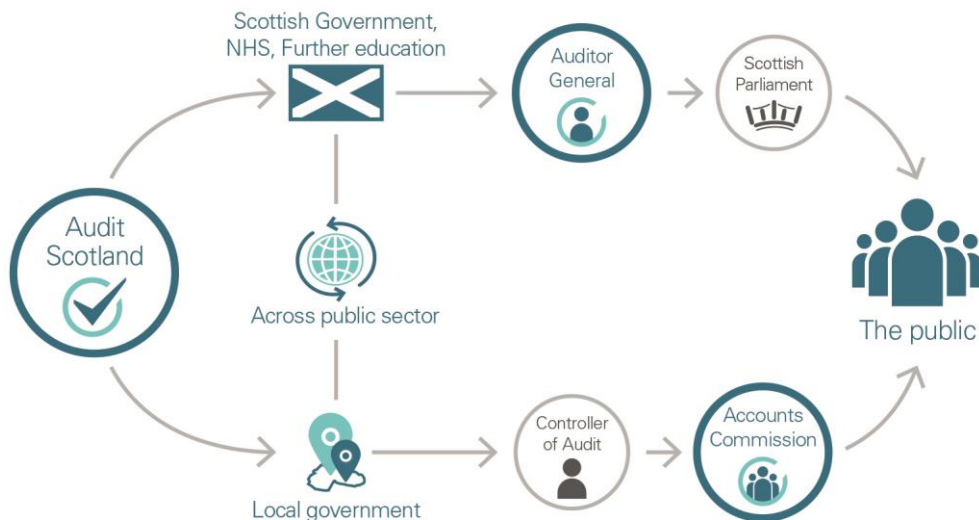 Scottish Government,
NHS, Further education
Auditor
General
Scottish
Parliament
Audit
Scotland
Across public sector
The public
Controller
of Audit
Accounts
Commission
Local government